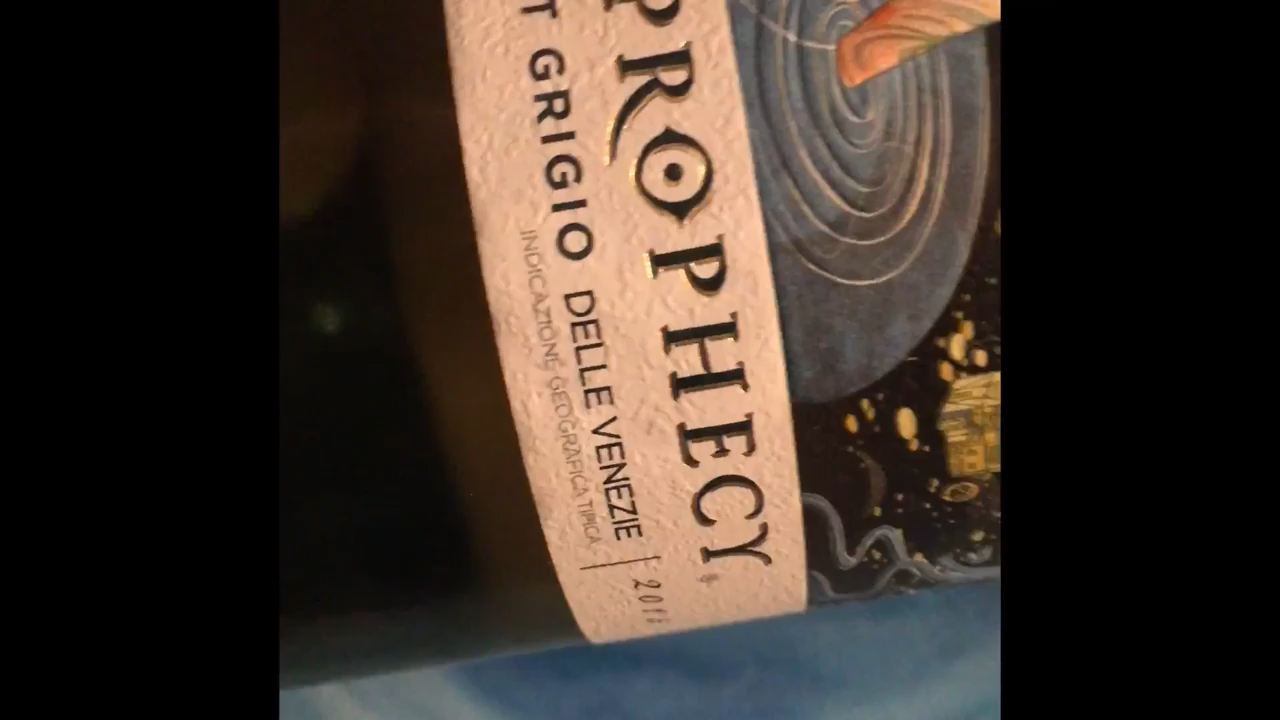 PROPHECY
T GRIGIO DELLE VENEZIE
INDICAZIONE GEOGRAFICA TIPICA